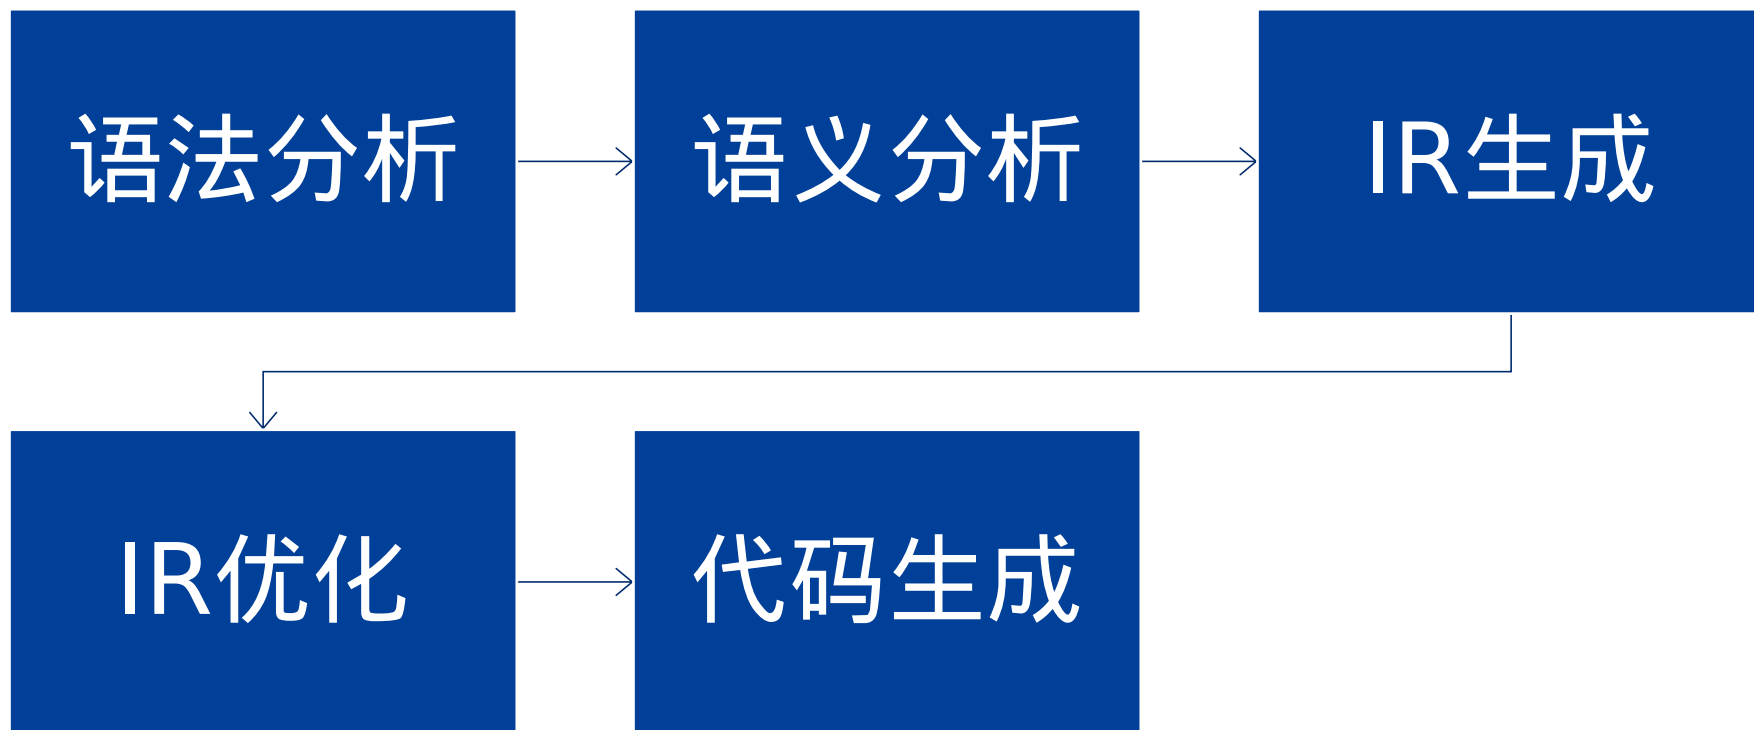 语法分析
语义分析
IR生成
IR优化
代码生成